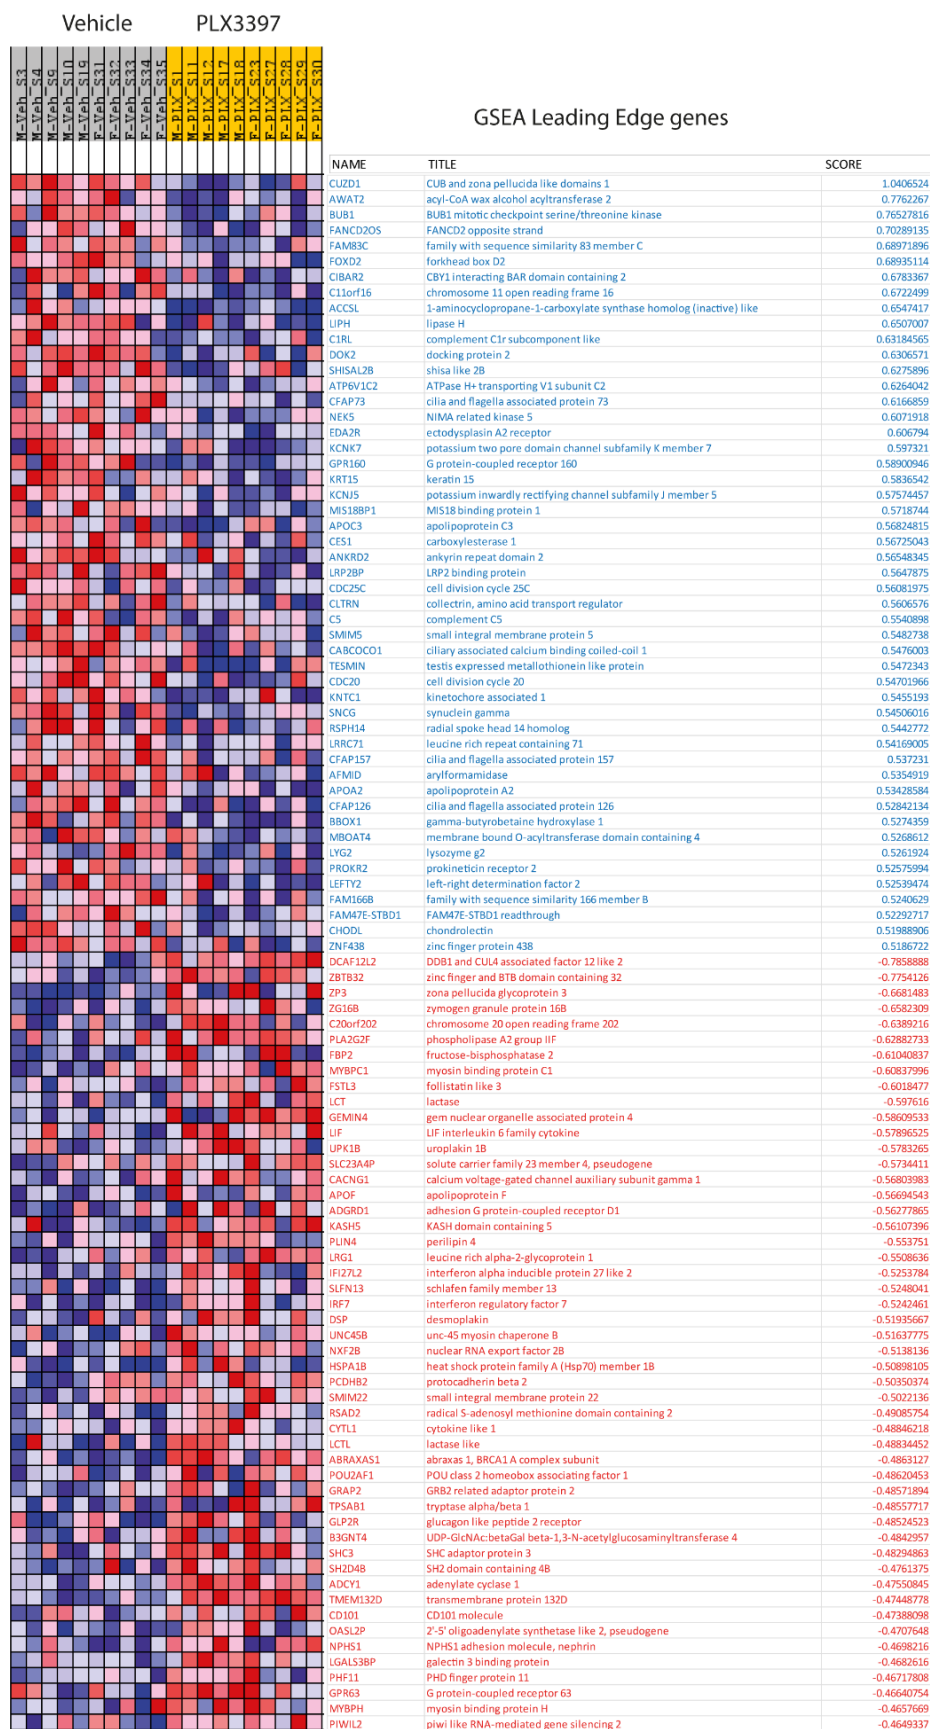 Vehicle PLX3397
M-Veh_S3 M-Veh_S4 M-Veh_S9 M-Veh_S10 M-Veh_S19 F-Veh_S31 F-Veh_S32 F-Veh_S33 F-Veh_S34 F-Veh_S35 M-PLX_S1 M-PLX_S11 M-PLX_S12 M-PLX_S17 M-PLX_S18 F-PLX_S23 F-PLX_S27 F-PLX_S28 F-PLX_S29 F-PLX_S30
GSEA Leading Edge genes
NAME TITLE SCORE
CUZD1 CUB and zona pellucida like domains 1 1.0406524
AWAT2 acyl-CoA wax alcohol acyltransferase 2 0.7762267
BUB1 BUB1 mitotic checkpoint serine/threonine kinase 0.76527816
FANCD2OS FANCD2 opposite strand 0.70289135
FAM83C family with sequence similarity 83 member C 0.68971896
FOXD2 forkhead box D2 0.68935114
CIBAR2 CBY1 interacting BAR domain containing 2 0.6783367
C11orf16 chromosome 11 open reading frame 16 0.6722499
ACCSL 1-aminocyclopropane-1-carboxylate synthase homolog (inactive) like 0.6547417
LIPH lipase H 0.6507007
C1RL complement C1r subcomponent like 0.63184565
DOK2 docking protein 2 0.6306571
SHISAL2B shisa like 2B 0.6275896
ATP6V1C2 ATPase H+ transporting V1 subunit C2 0.6264042
CFAP73 cilia and flagella associated protein 73 0.6166859
NEK5 NIMA related kinase 5 0.6071918
EDA2R ectodysplasin A2 receptor 0.606794
KCNK7 potassium two pore domain channel subfamily K member 7 0.597321
GPR160 G protein-coupled receptor 160 0.58900946
KRT15 keratin 15 0.5836542
KCNJ5 potassium inwardly rectifying channel subfamily J member 5 0.57574457
MIS18BP1 MIS18 binding protein 1 0.5718744
APOC3 apolipoprotein C3 0.56824815
CES1 carboxylesterase 1 0.56725043
ANKRD2 ankyrin repeat domain 2 0.56548345
LRP2BP LRP2 binding protein 0.5647875
CDC25C cell division cycle 25C 0.56081975
CLTRN collectrin, amino acid transport regulator 0.5606576
C5 complement C5 0.5540898
SMIM5 small integral membrane protein 5 0.5482738
CABCOCO1 ciliary associated calcium binding coiled-coil 1 0.5476003
TESMIN testis expressed metallothionein like protein 0.5472343
CDC20 cell division cycle 20 0.54701966
KNTC1 kinetochore associated 1 0.5455193
SNCG synuclein gamma 0.54506016
RSPH14 radial spoke head 14 homolog 0.5442772
LRRC71 leucine rich repeat containing 71 0.54169005
CFAP157 cilia and flagella associated protein 157 0.537231
AFMID arylformamidase 0.5354919
APOA2 apolipoprotein A2 0.53428584
CFAP126 cilia and flagella associated protein 126 0.52842134
BBOX1 gamma-butyrobetaine hydroxylase 1 0.5274359
MBOAT4 membrane bound O-acyltransferase domain containing 4 0.5268612
LYG2 lysozyme g2 0.5261924
PROKR2 prokineticin receptor 2 0.52575994
LEFTY2 left-right determination factor 2 0.52539474
FAM166B family with sequence similarity 166 member B 0.5240629
FAM47E-STBD1 FAM47E-STBD1 readthrough 0.52292717
CHODL chondrolectin 0.51988906
ZNF438 zinc finger protein 438 0.5186722
DCAF12L2 DDB1 and CUL4 associated factor 12 like 2 -0.7858888
ZBTB32 zinc finger and BTB domain containing 32 -0.7754126
ZP3 zona pellucida glycoprotein 3 -0.6681483
ZG16B zymogen granule protein 16B -0.6582309
C20orf202 chromosome 20 open reading frame 202 -0.6389216
PLA2G2F phospholipase A2 group IIF -0.62882733
FBP2 fructose-bisphosphatase 2 -0.61040837
MYBPC1 myosin binding protein C1 -0.60837996
FSTL3 follistatin like 3 -0.6018477
LCT lactase -0.597616
GEMIN4 gem nuclear organelle associated protein 4 -0.58609533
LIF LIF interleukin 6 family cytokine -0.57896525
UPK1B uroplakin 1B -0.5783265
SLC23A4P solute carrier family 23 member 4, pseudogene -0.5734411
CACNG1 calcium voltage-gated channel auxiliary subunit gamma 1 -0.56803983
APOF apolipoprotein F -0.56694543
ADGRD1 adhesion G protein-coupled receptor D1 -0.56277865
KASH5 KASH domain containing 5 -0.56107396
PLIN4 perilipin 4 -0.553751
LRG1 leucine rich alpha-2-glycoprotein 1 -0.5508636
IFI27L2 interferon alpha inducible protein 27 like 2 -0.5253784
SLFN13 schlafen family member 13 -0.5248041
IRF7 interferon regulatory factor 7 -0.5242461
DSP desmoplakin -0.51935667
UNC45B unc-45 myosin chaperone B -0.51637775
NXF2B nuclear RNA export factor 2B -0.5138136
HSPA1B heat shock protein family A (Hsp70) member 1B -0.50898105
PCDHB2 protocadherin beta 2 -0.50350374
SMIM22 small integral membrane protein 22 -0.5022136
RSAD2 radical S-adenosyl methionine domain containing 2 -0.49085754
CYTL1 cytokine like 1 -0.48846218
LCTL lactase like -0.48834452
ABRAXAS1 abraxas 1, BRCA1 A complex subunit -0.4863127
POU2AF1 POU class 2 homeobox associating factor 1 -0.48620453
GRAP2 GRB2 related adaptor protein 2 -0.48571894
TPSAB1 tryptase alpha/beta 1 -0.48557717
GLP2R glucagon like peptide 2 receptor -0.48524523
B3GNT4 UDP-GlcNAc:betaGal beta-1,3-N-acetylglucosaminyltransferase 4 -0.4842957
SHC3 SHC adaptor protein 3 -0.48294863
SH2D4B SH2 domain containing 4B -0.4761375
ADCY1 adenylate cyclase 1 -0.47550845
TMEM132D transmembrane protein 132D -0.47448778
CD101 CD101 molecule -0.47388098
OASL2P 2'-5' oligoadenylate synthetase like 2, pseudogene -0.4707648
NPHS1 NPHS1 adhesion molecule, nephrin -0.4698216
LGALS3BP galectin 3 binding protein -0.4682616
PHF11 PHD finger protein 11 -0.46717808
GPR63 G protein-coupled receptor 63 -0.46640754
MYBPH myosin binding protein H -0.4657669
PIWIL2 piwi like RNA-mediated gene silencing 2 -0.4649337